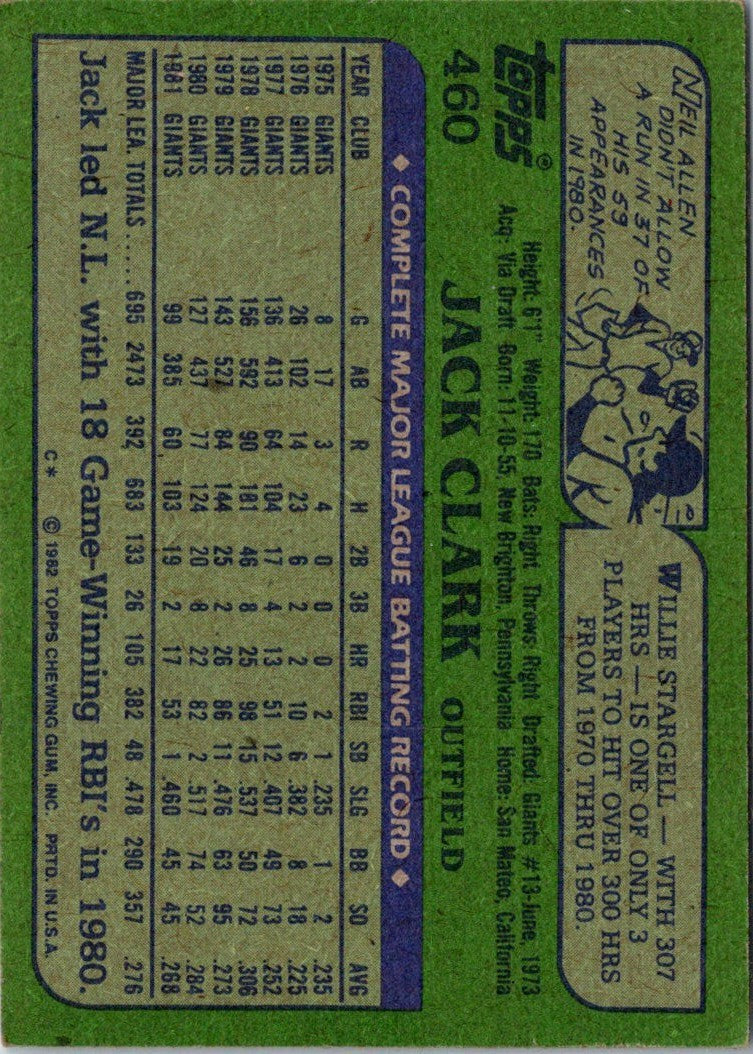 NEIL ALLEN
DIDN'T ALLOW
A RUN IN 37 OF
HIS 59
APPEARANCES
IN 1980.
WILLIE STARGELL — WITH 307
HRS — IS ONE OF ONLY 3
PLAYERS TO HIT OVER 300 HRS
FROM 1970 THRU 1980.
TOPPS®
460 JACK CLARK OUTFIELD
Height: 6'1" Weight: 170 Bats: Right Throws: Right Drafted: Giants #13-June, 1973
Acq: Via Draft Born: 11-10-55, New Brighton, Pennsylvania Home: San Mateo, California
◆ COMPLETE MAJOR LEAGUE BATTING RECORD ◆
YEAR CLUB G AB R H 2B 3B HR RBI SB SLG BB SO AVG
1975 GIANTS 8 17 3 4 0 0 0 2 1 .235 1 2 .235
1976 GIANTS 26 102 14 23 6 2 2 10 6 .382 8 18 .225
1977 GIANTS 136 413 64 104 17 4 13 51 12 .407 49 73 .252
1978 GIANTS 156 592 90 181 46 8 25 98 15 .537 50 72 .306
1979 GIANTS 143 527 84 144 25 2 26 86 11 .476 63 95 .273
1980 GIANTS 127 437 77 124 20 8 22 82 2 .517 74 52 .284
1981 GIANTS 99 385 60 103 19 2 17 53 1 .460 45 45 .268
MAJOR LEA. TOTALS ...... 695 2473 392 683 133 26 105 382 48 .478 290 357 .276
Jack led N.L. with 18 Game-Winning RBI's in 1980.
C* © 1982 TOPPS CHEWING GUM, INC. PRTD. IN U.S.A.